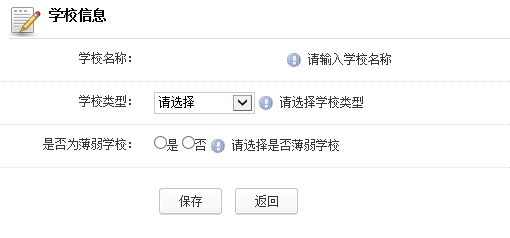 学校信息
学校名称： 请输入学校名称
学校类型： 请选择 请选择学校类型
是否为薄弱学校： 是 否 请选择是否薄弱学校
保存 返回